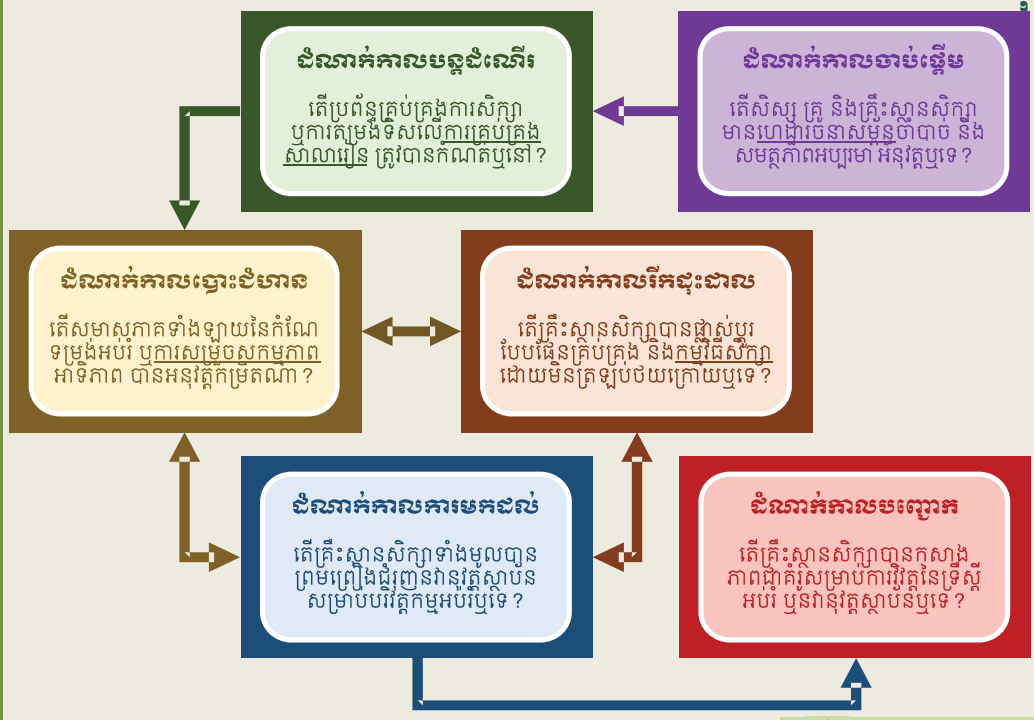 ដំណាក់កាលចាប់ផ្ដើម
តើសិស្ស គ្រូ និងគ្រឹះស្ថានសិក្សា
មានហេដ្ឋារចនាសម្ព័ន្ធចាំបាច់ និង
សមត្ថភាពអប្បរមា អនុវត្តឬទេ?
ដំណាក់កាលបន្តដំណើរ
តើប្រព័ន្ធគ្រប់គ្រងការសិក្សា
ឬការតម្រង់ទិសលើការគ្រប់គ្រង
សាលារៀន ត្រូវបានកំណត់ឬនៅ?
ដំណាក់កាលបោះជំហាន
តើសមាសភាគទាំងឡាយនៃកំណែ
ទម្រង់អប់រំ ឬការសម្រួចសកម្មភាព
អាទិភាព បានអនុវត្តកម្រិតណា?
ដំណាក់កាលរីកដុះដាល
តើគ្រឹះស្ថានសិក្សាបានផ្លាស់ប្ដូរ
បែបផែនគ្រប់គ្រង និងកម្មវិធីសិក្សា
ដោយមិនត្រឡប់ថយក្រោយឬទេ?
ដំណាក់កាលការមកដល់
តើគ្រឹះស្ថានសិក្សាទាំងមូលបាន
ព្រមព្រៀងជំរុញនវានុវត្តស្ថាប័ន
សម្រាប់បរិវត្តកម្មអប់រំឬទេ?
ដំណាក់កាលបញ្ឆោក
តើគ្រឹះស្ថានសិក្សាបានកសាង
ភាពជាគំរូសម្រាប់ការវិវត្តនៃទ្រឹស្ដី
អប់រំ ឬនវានុវត្តស្ថាប័នឬទេ?